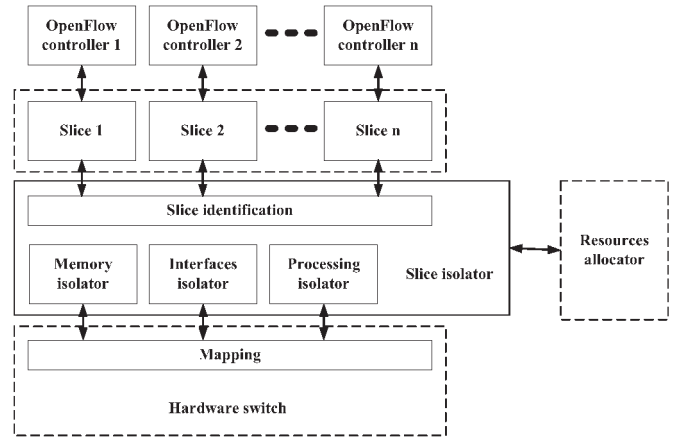 OpenFlow
controller 1
OpenFlow
controller 2
OpenFlow
controller n
Slice 1
Slice 2
Slice n
Slice identification
Memory
isolator
Interfaces
isolator
Processing
isolator
Slice isolator
Resources
allocator
Mapping
Hardware switch